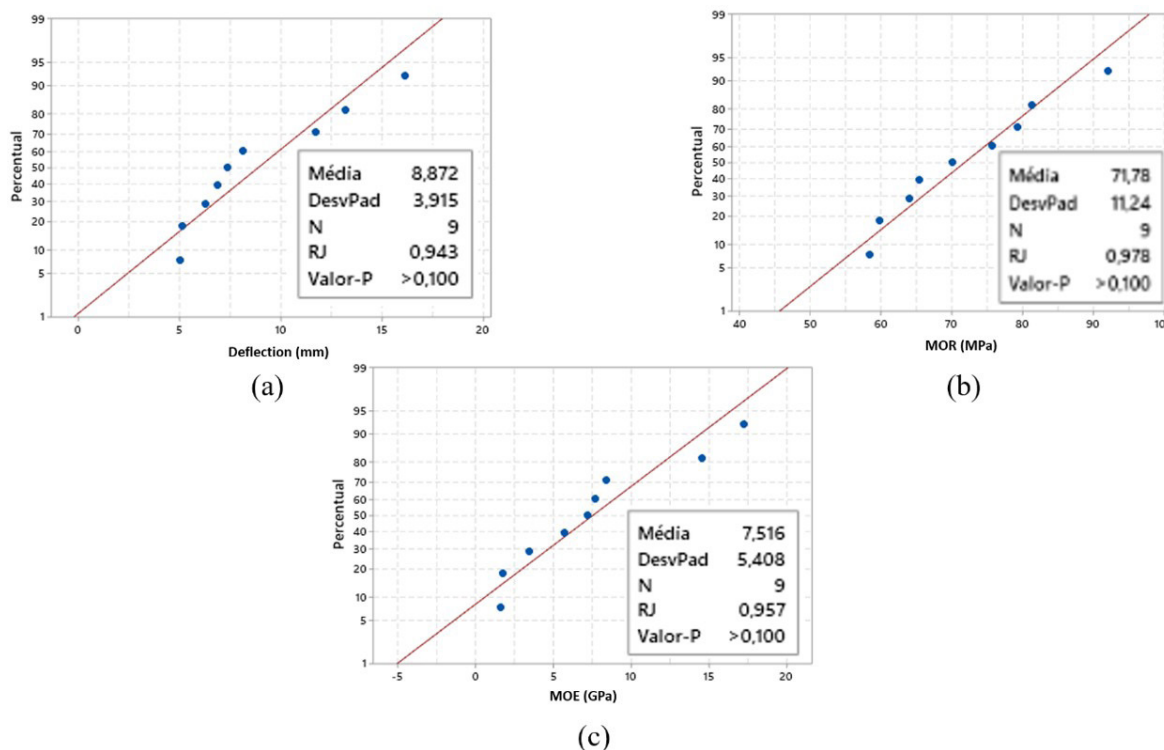 99
95
90
80
70
60
50
40
30
20
10
5
1
Percentual
Média 8,872
DesvPad 3,915
N 9
RJ 0,943
Valor-P >0,100
0 5 10 15 20
Deflection (mm)
(a)
99
95
90
80
70
60
50
40
30
20
10
5
1
Percentual
Média 71,78
DesvPad 11,24
N 9
RJ 0,978
Valor-P >0,100
40 50 60 70 80 90
MOR (MPa)
(b)
99
95
90
80
70
60
50
40
30
20
10
5
1
Percentual
Média 7,516
DesvPad 5,408
N 9
RJ 0,957
Valor-P >0,100
-5 0 5 10 15 20
MOE (GPa)
(c)